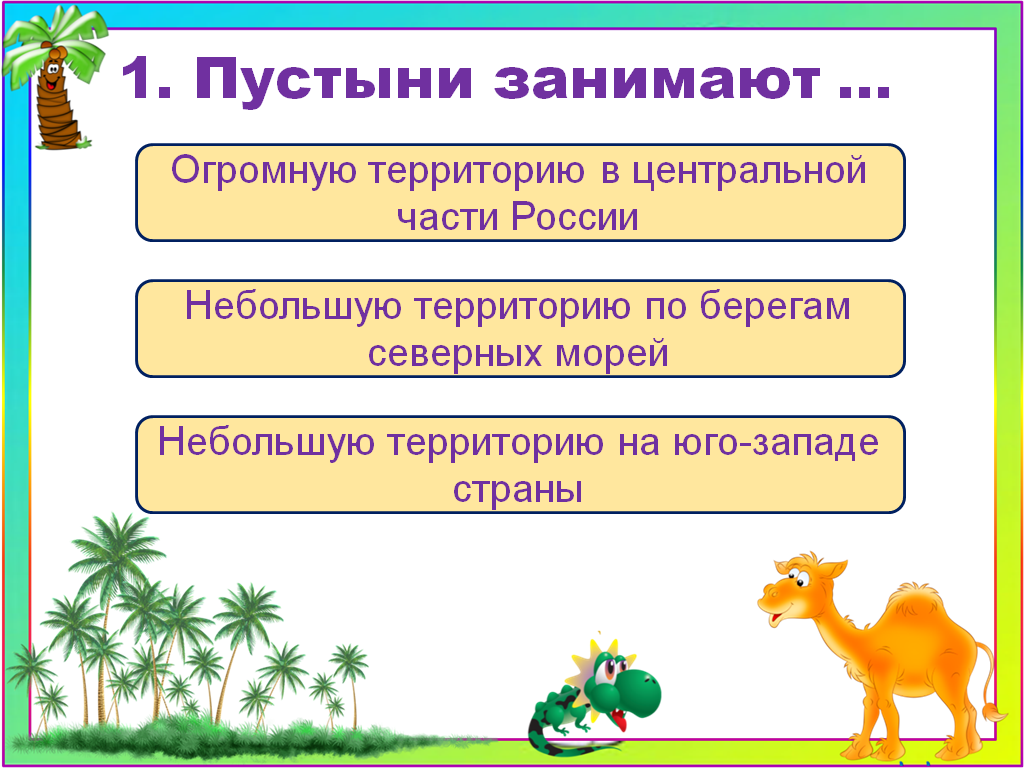 1. Пустыни занимают ...
Огромную территорию в центральной
части России
Небольшую территорию по берегам
северных морей
Небольшую территорию на юго-западе
страны